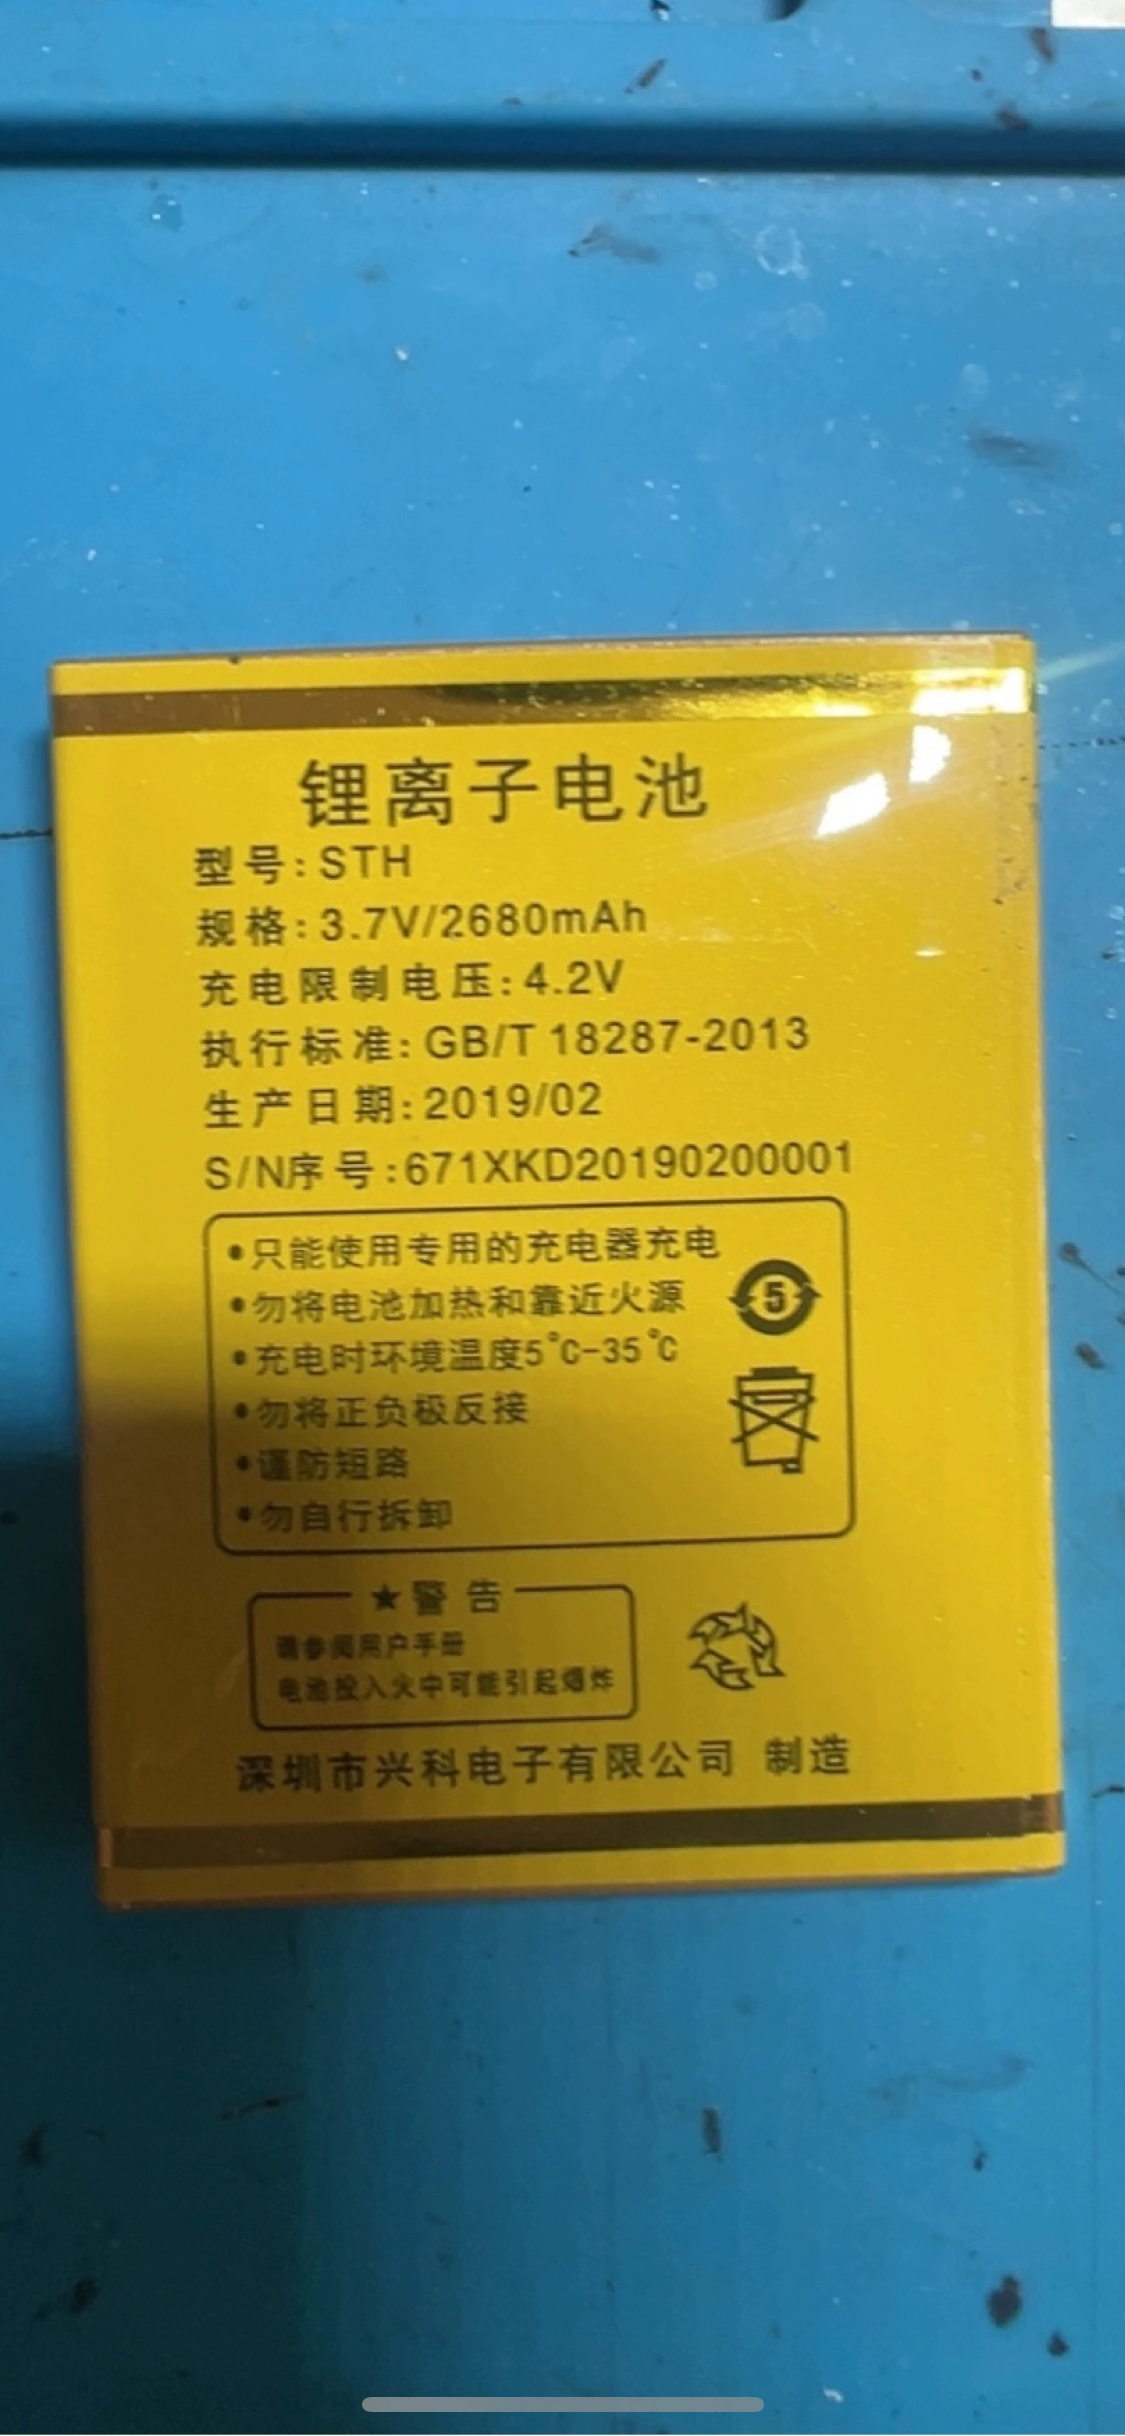 锂离子电池
型号:STH
规格:3.7V/2680mAh
充电限制电压:4.2V
执行标准:GB/T 18287-2013
生产日期:2019/02
S/N序号:671XKD20190200001
•只能使用专用的充电器充电
•勿将电池加热和靠近火源
•充电时环境温度5℃-35℃
•勿将正负极反接
•谨防短路
•勿自行拆卸
5
★警告
请参阅用户手册
电池投入火中可能引起爆炸
深圳市兴科电子有限公司 制造